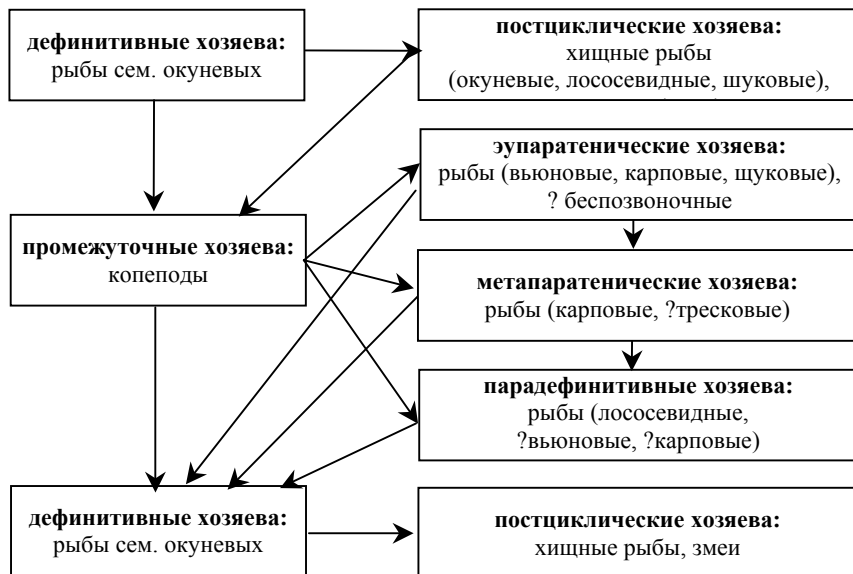 дефинитивные хозяева:
рыбы сем. окуневых
постциклические хозяева:
хищные рыбы
(окуневые, лососевидные, шуковые),
эупаратенические хозяева:
рыбы (вьюновые, карповые, щуковые),
? беспозвоночные
промежуточные хозяева:
копеподы
метапаратенические хозяева:
рыбы (карповые, ?тресковые)
парадефинитивные хозяева:
рыбы (лососевидные,
?вьюновые, ?карповые)
дефинитивные хозяева:
рыбы сем. окуневых
постциклические хозяева:
хищные рыбы, змеи